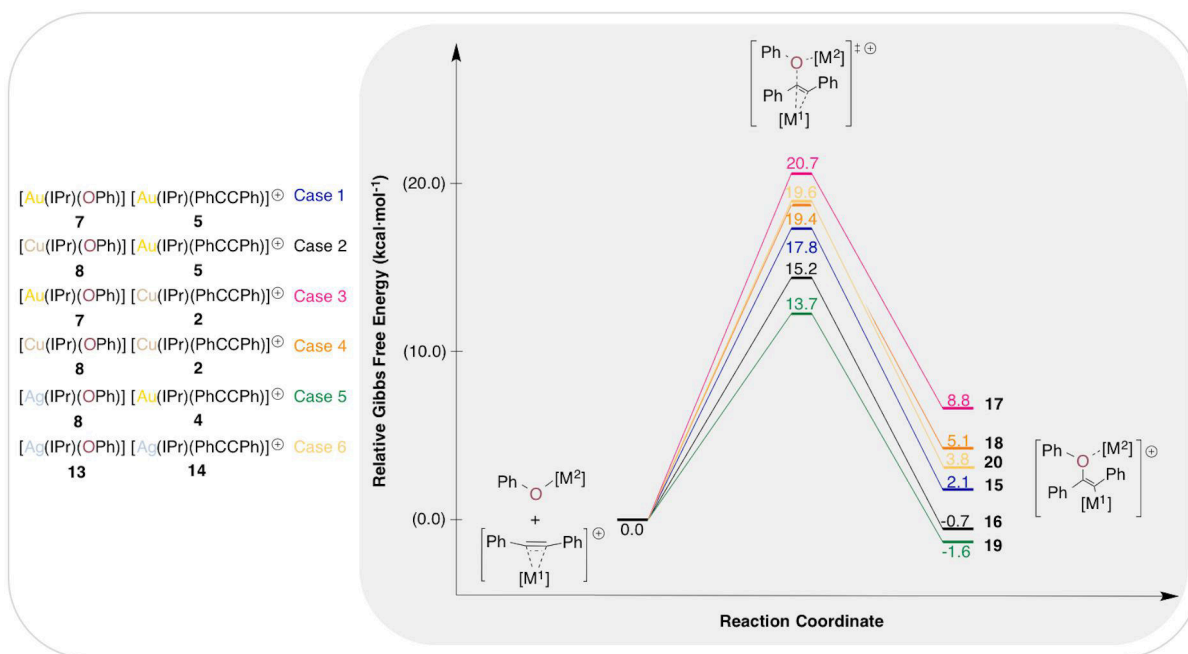 [Au(IPr)(OPh)] [Au(IPr)(PhCCPh)]⊕ Case 1
7 5
[Cu(IPr)(OPh)] [Au(IPr)(PhCCPh)]⊕ Case 2
8 5
[Au(IPr)(OPh)] [Cu(IPr)(PhCCPh)]⊕ Case 3
7 2
[Cu(IPr)(OPh)] [Cu(IPr)(PhCCPh)]⊕ Case 4
8 2
[Ag(IPr)(OPh)] [Au(IPr)(PhCCPh)]⊕ Case 5
8 4
[Ag(IPr)(OPh)] [Ag(IPr)(PhCCPh)]⊕ Case 6
13 14
Relative Gibbs Free Energy (kcal·mol⁻¹)
(20.0)
(10.0)
(0.0)
Ph O [M²]
+
Ph Ph ⊕
[M¹]
0.0
Ph O [M²] ‡ ⊕
Ph Ph
[M¹]
20.7
19.6
19.4
17.8
15.2
13.7
8.8 17
5.1 18
3.8 20
2.1 15
-0.7 16
-1.6 19
Ph O [M²] ⊕
Ph Ph
[M¹]
Reaction Coordinate